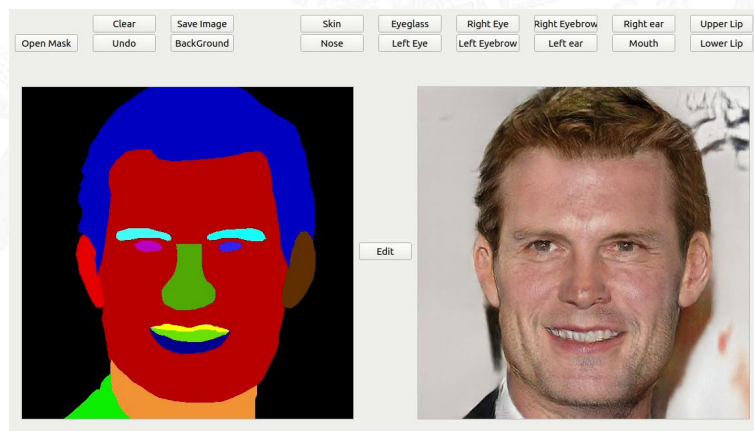 Clear Save Image Skin Eyeglass Right Eye Right Eyebrow Right ear Upper Lip
Open Mask Undo BackGround Nose Left Eye Left Eyebrow Left ear Mouth Lower Lip
Edit